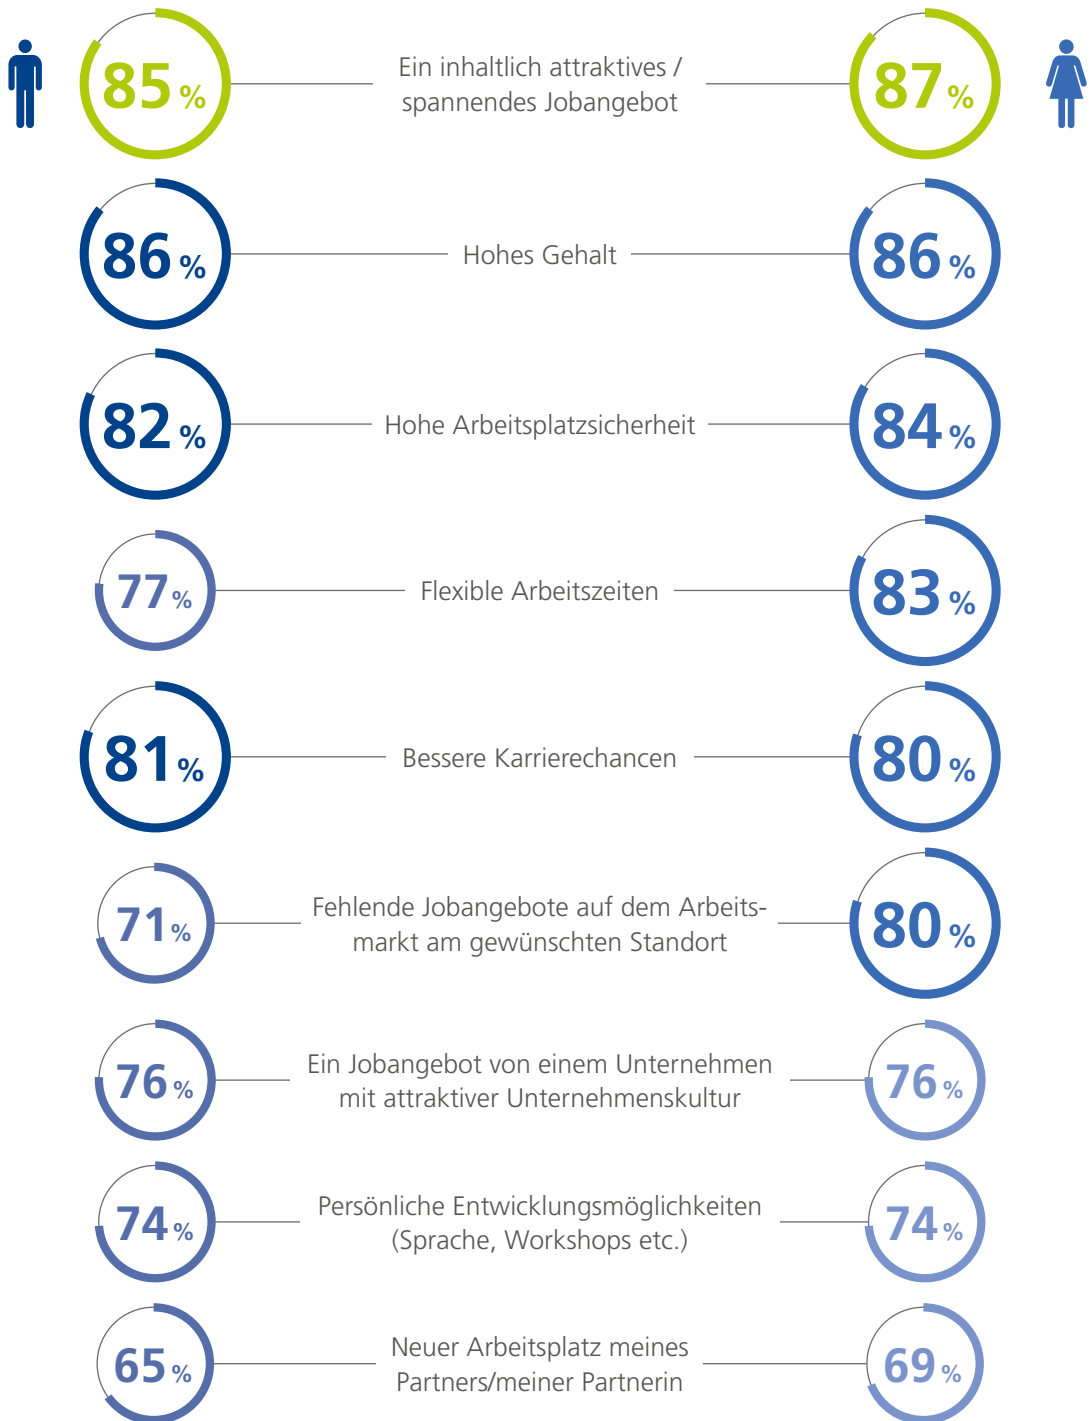 85 %
Ein inhaltlich attraktives /
spannendes Jobangebot
87 %
86 %
Hohes Gehalt
86 %
82 %
Hohe Arbeitsplatzsicherheit
84 %
77 %
Flexible Arbeitszeiten
83 %
81 %
Bessere Karrierechancen
80 %
71 %
Fehlende Jobangebote auf dem Arbeits-
markt am gewünschten Standort
80 %
76 %
Ein Jobangebot von einem Unternehmen
mit attraktiver Unternehmenskultur
76 %
74 %
Persönliche Entwicklungsmöglichkeiten
(Sprache, Workshops etc.)
74 %
65 %
Neuer Arbeitsplatz meines
Partners/meiner Partnerin
69 %